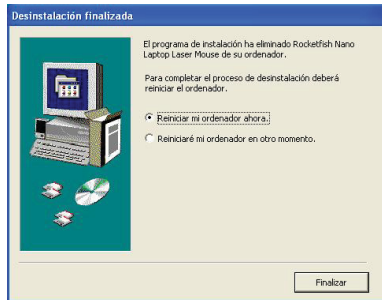 Desinstalación finalizada
El programa de instalación ha eliminado Rocketfish Nano
Laptop Laser Mouse de su ordenador.
Para completar el proceso de desinstalación deberá
reiniciar el ordenador.
Reiniciar mi ordenador ahora.
Reiniciaré mi ordenador en otro momento.
Finalizar